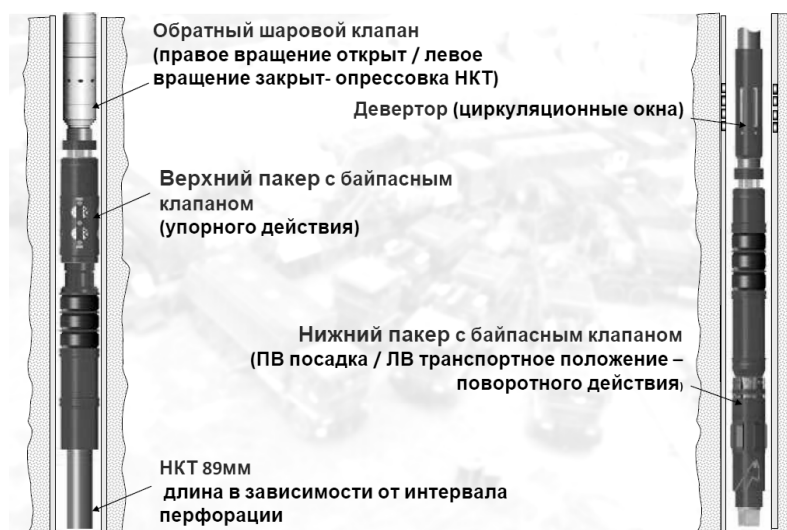 Обратный шаровой клапан
(правое вращение открыт / левое
вращение закрыт- опрессовка НКТ)
Девертор (циркуляционные окна)
Верхний пакер с байпасным
клапаном
(упорного действия)
Нижний пакер с байпасным клапаном
(ПВ посадка / ЛВ транспортное положение –
поворотного действия)
НКТ 89мм
длина в зависимости от интервала
перфорации